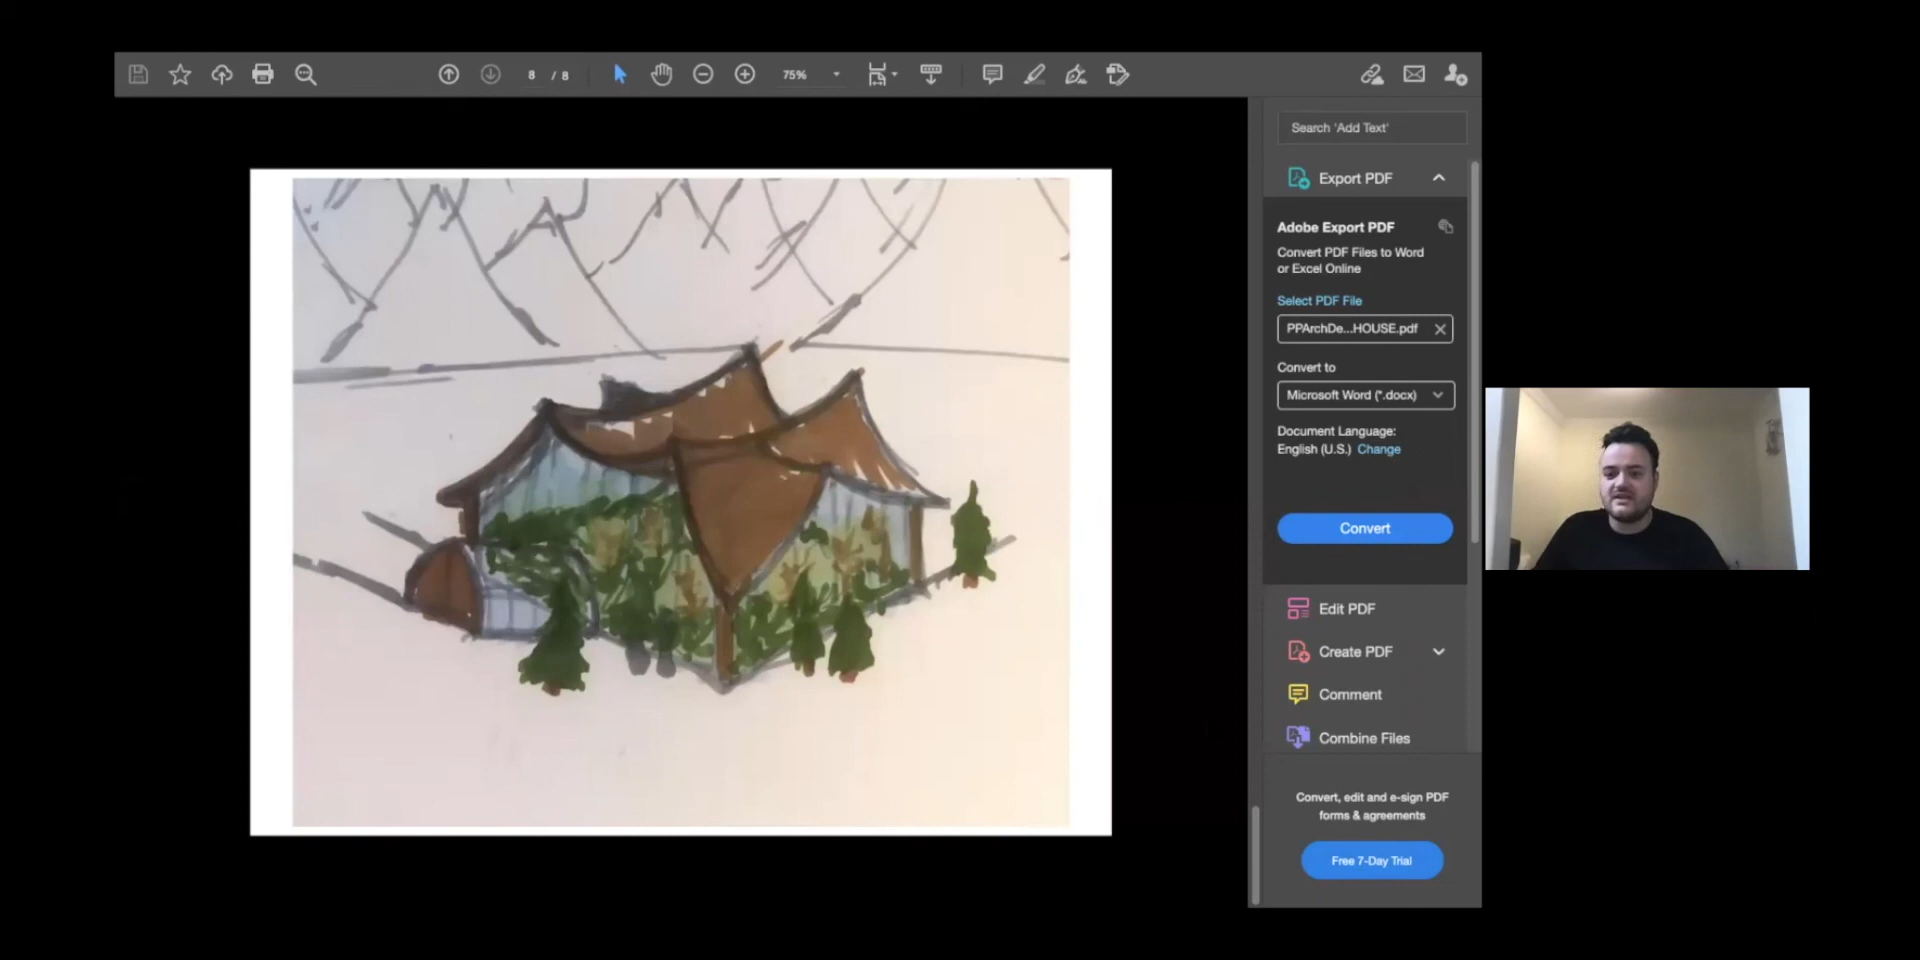 8 / 8
75%
Search 'Add Text'
Export PDF
Adobe Export PDF
Convert PDF Files to Word
or Excel Online
Select PDF File
PPArchDe...HOUSE.pdf
Convert to
Microsoft Word (*.docx)
Document Language:
English (U.S.) Change
Convert
Edit PDF
Create PDF
Comment
Combine Files
Convert, edit and e-sign PDF
forms & agreements
Free 7-Day Trial